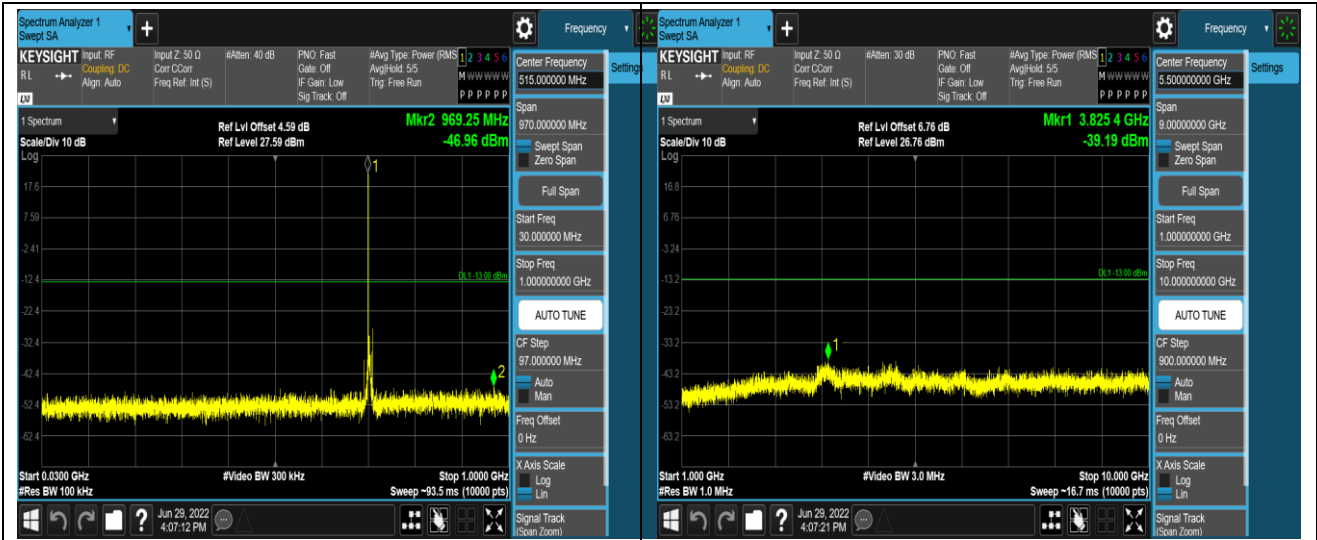 Spectrum Analyzer 1
Swept SA
+
Frequency
KEYSIGHT
RL
LXI
Input: RF
Coupling: DC
Align: Auto
Input Z: 50 Ω
Corr CCorr
Freq Ref: Int (S)
#Atten: 40 dB
PNO: Fast
Gate: Off
IF Gain: Low
Sig Track: Off
#Avg Type: Power (RMS
Avg|Hold: 5/5
Trig: Free Run
1 2 3 4 5 6
M W W W W W
P P P P P P
Center Frequency
515.000000 MHz
Settings
Span
970.000000 MHz
Swept Span
Zero Span
Full Span
Start Freq
30.000000 MHz
Stop Freq
1.000000000 GHz
AUTO TUNE
CF Step
97.000000 MHz
Auto
Man
Freq Offset
0 Hz
X Axis Scale
Log
Lin
Signal Track
(Span Zoom)
1 Spectrum
Scale/Div 10 dB
Log
Ref Lvl Offset 4.59 dB
Ref Level 27.59 dBm
Mkr2 969.25 MHz
-46.96 dBm
1
17.6
7.59
-2.41
DL1 -13.00 dBm
-12.4
-22.4
-32.4
-42.4
2
-52.4
-62.4
Start 0.0300 GHz
#Res BW 100 kHz
#Video BW 300 kHz
Stop 1.0000 GHz
Sweep ~93.5 ms (10000 pts)
?
Jun 29, 2022
4:07:12 PM
Spectrum Analyzer 1
Swept SA
+
Frequency
KEYSIGHT
RL
LXI
Input: RF
Coupling: DC
Align: Auto
Input Z: 50 Ω
Corr CCorr
Freq Ref: Int (S)
#Atten: 30 dB
PNO: Fast
Gate: Off
IF Gain: Low
Sig Track: Off
#Avg Type: Power (RMS
Avg|Hold: 5/5
Trig: Free Run
1 2 3 4 5 6
M W W W W W
P P P P P P
Center Frequency
5.500000000 GHz
Settings
Span
9.00000000 GHz
Swept Span
Zero Span
Full Span
Start Freq
1.000000000 GHz
Stop Freq
10.000000000 GHz
AUTO TUNE
CF Step
900.000000 MHz
Auto
Man
Freq Offset
0 Hz
X Axis Scale
Log
Lin
Signal Track
(Span Zoom)
1 Spectrum
Scale/Div 10 dB
Log
Ref Lvl Offset 6.76 dB
Ref Level 26.76 dBm
Mkr1 3.825 4 GHz
-39.19 dBm
16.8
6.76
-3.24
DL1 -13.00 dBm
-13.2
-23.2
-33.2
1
-43.2
-53.2
-63.2
Start 1.000 GHz
#Res BW 1.0 MHz
#Video BW 3.0 MHz
Stop 10.000 GHz
Sweep ~16.7 ms (10000 pts)
?
Jun 29, 2022
4:07:21 PM